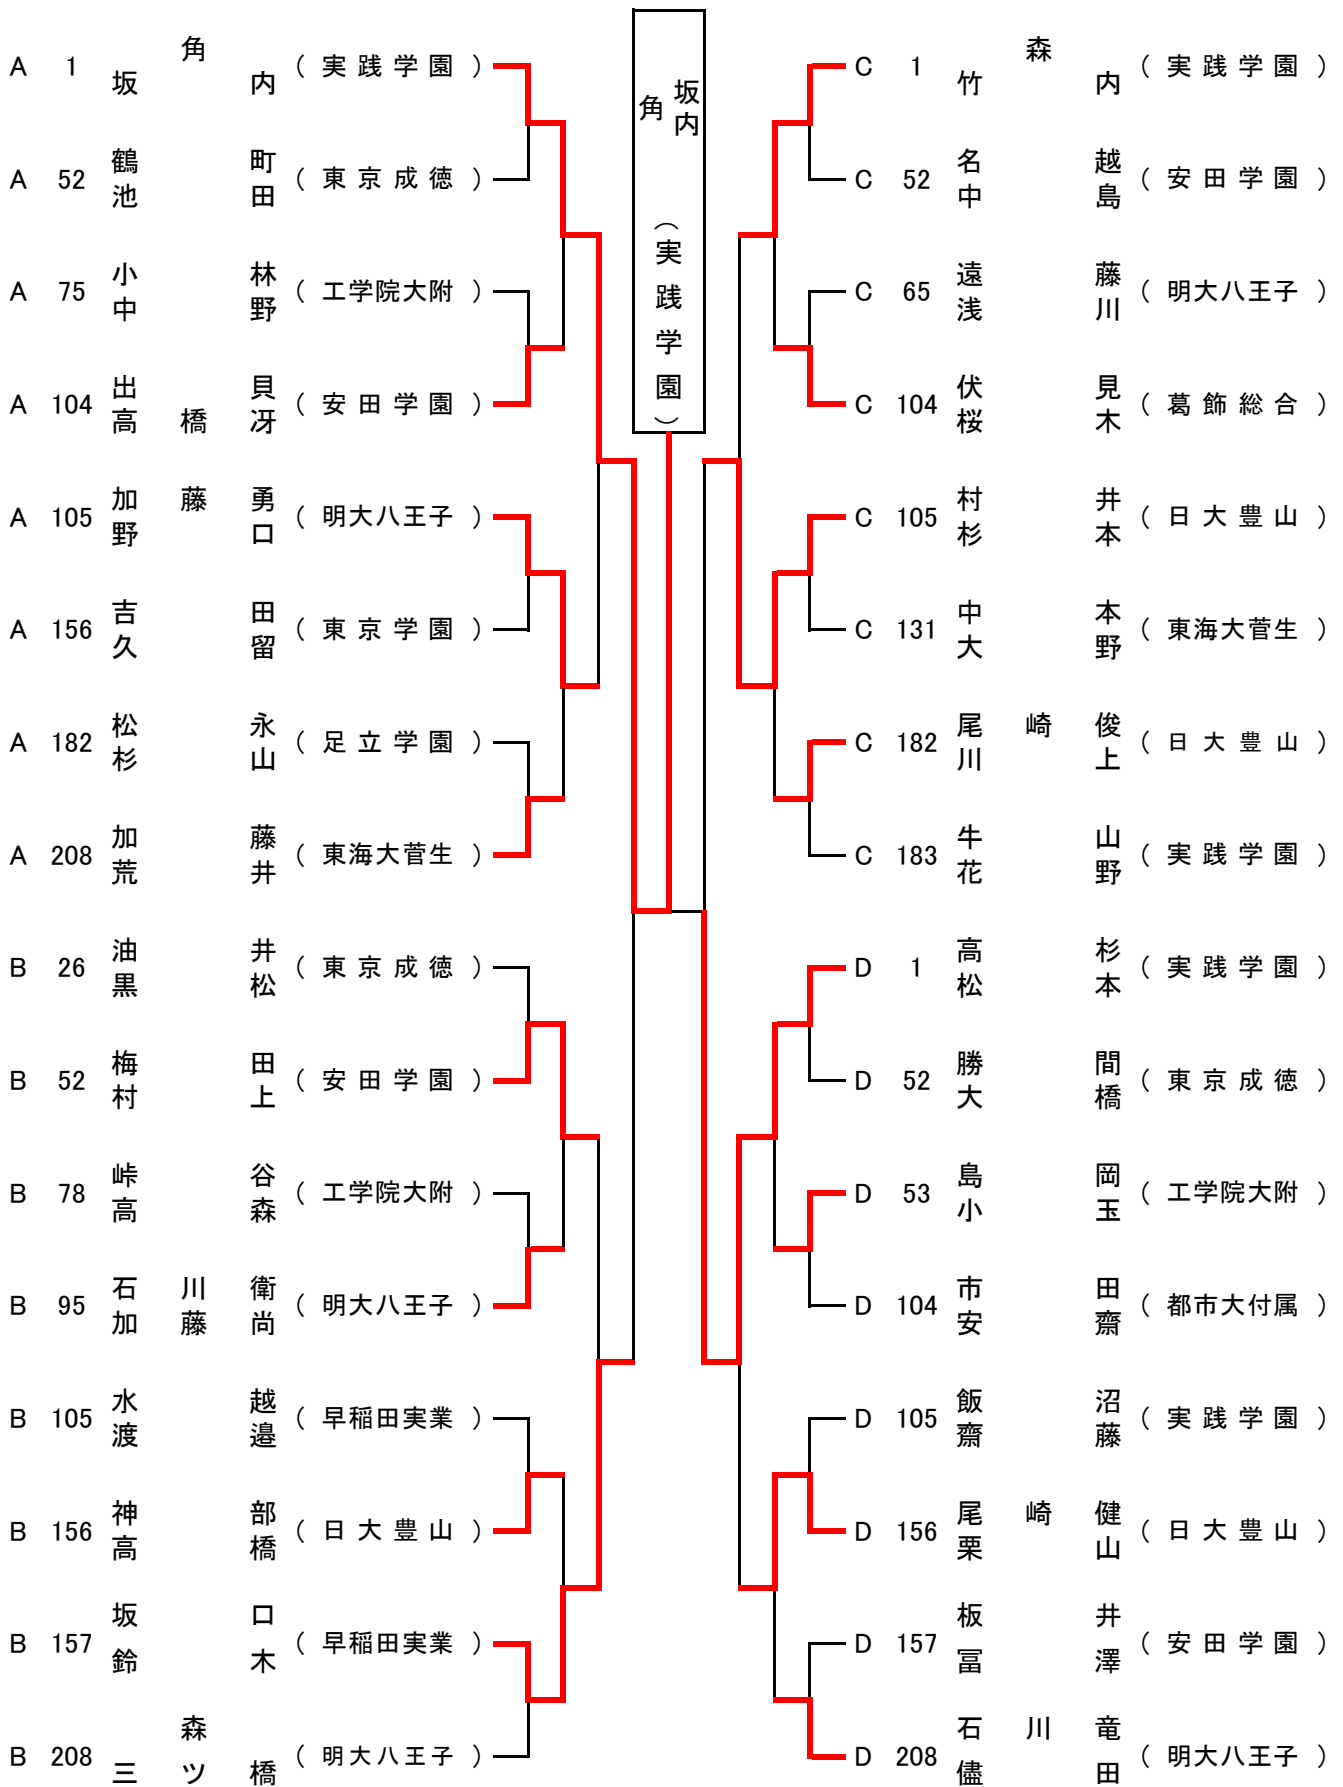 A 1 角 坂内 (実践学園)
A 52 鶴町 池田 (東京成徳)
A 75 小林 中野 (工学院大附)
A 104 出貝 高橋冴 (安田学園)
A 105 加藤勇 野口 (明大八王子)
A 156 吉田 久留 (東京学園)
A 182 松永 杉山 (足立学園)
A 208 加藤 荒井 (東海大菅生)
B 26 油井 黒松 (東京成徳)
B 52 梅田 村上 (安田学園)
B 78 峠谷 高森 (工学院大附)
B 95 石川衛 加藤尚 (明大八王子)
B 105 水越 渡邉 (早稲田実業)
B 156 神部 高橋 (日大豊山)
B 157 坂口 鈴木 (早稲田実業)
B 208 森 三ツ橋 (明大八王子)
角 坂内 (実践学園)
C 1 森 竹内 (実践学園)
C 52 名越 中島 (安田学園)
C 65 遠藤 浅川 (明大八王子)
C 104 伏見 桜木 (葛飾総合)
C 105 村井 杉本 (日大豊山)
C 131 中本 大野 (東海大菅生)
C 182 尾崎俊 川上 (日大豊山)
C 183 牛山 花野 (実践学園)
D 1 高杉 松本 (実践学園)
D 52 勝間 大橋 (東京成徳)
D 53 島岡 小玉 (工学院大附)
D 104 市田 安齋 (都市大付属)
D 105 飯沼 齋藤 (実践学園)
D 156 尾崎健 栗山 (日大豊山)
D 157 板井 冨澤 (安田学園)
D 208 石川竜 儘田 (明大八王子)